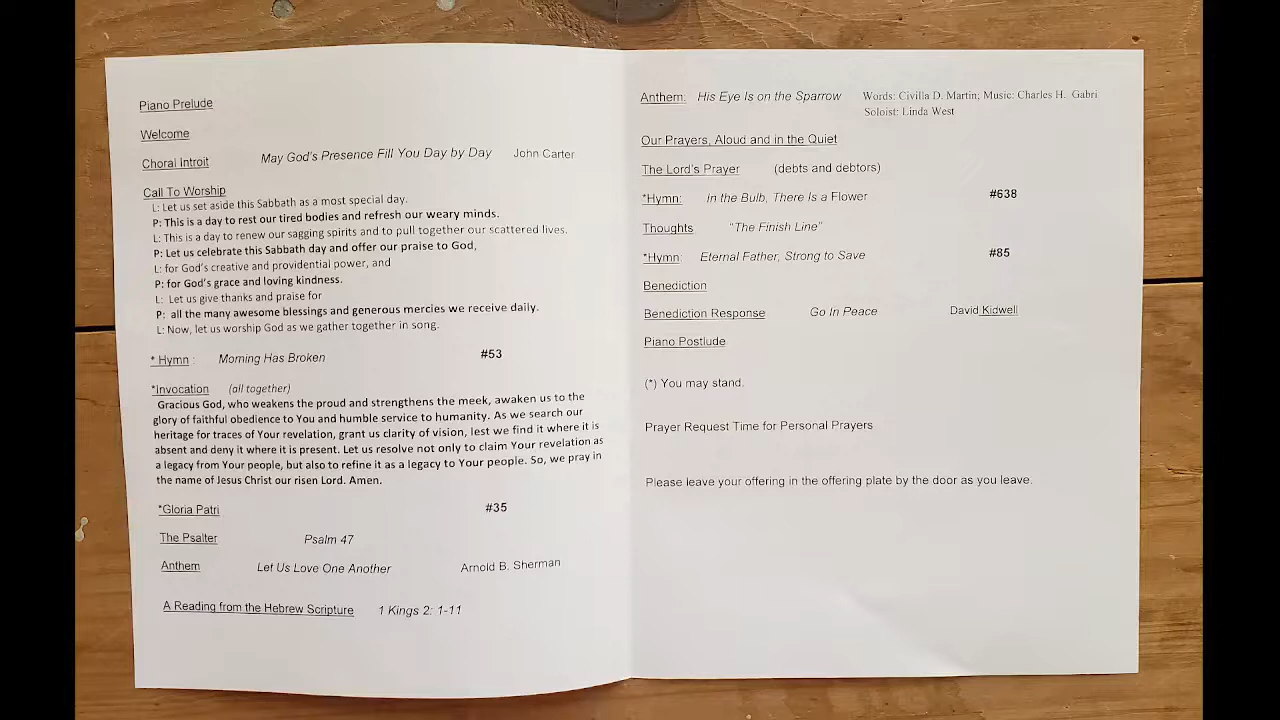 Piano Prelude
Welcome
Choral Introit May God's Presence Fill You Day by Day John Carter
Call To Worship
L: Let us set aside this Sabbath as a most special day.
P: This is a day to rest our tired bodies and refresh our weary minds.
L: This is a day to renew our sagging spirits and to pull together our scattered lives.
P: Let us celebrate this Sabbath day and offer our praise to God,
L: for God's creative and providential power, and
P: for God's grace and loving kindness.
L: Let us give thanks and praise for
P: all the many awesome blessings and generous mercies we receive daily.
L: Now, let us worship God as we gather together in song.
* Hymn : Morning Has Broken #53
*Invocation (all together)
Gracious God, who weakens the proud and strengthens the meek, awaken us to the
glory of faithful obedience to You and humble service to humanity. As we search our
heritage for traces of Your revelation, grant us clarity of vision, lest we find it where it is
absent and deny it where it is present. Let us resolve not only to claim Your revelation as
a legacy from Your people, but also to refine it as a legacy to Your people. So, we pray in
the name of Jesus Christ our risen Lord. Amen.
*Gloria Patri #35
The Psalter Psalm 47
Anthem Let Us Love One Another Arnold B. Sherman
A Reading from the Hebrew Scripture 1 Kings 2: 1-11
Anthem: His Eye Is on the Sparrow Words: Civilla D. Martin; Music: Charles H. Gabri
Soloist: Linda West
Our Prayers, Aloud and in the Quiet
The Lord's Prayer (debts and debtors)
*Hymn: In the Bulb, There Is a Flower #638
Thoughts "The Finish Line"
*Hymn: Eternal Father, Strong to Save #85
Benediction
Benediction Response Go In Peace David Kidwell
Piano Postlude
(*) You may stand.
Prayer Request Time for Personal Prayers
Please leave your offering in the offering plate by the door as you leave.